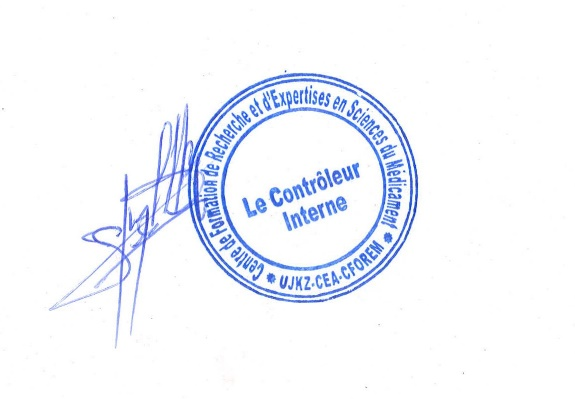 Centre de Formation de Recherche et d'Expertises en Sciences du Médicament
Le Contrôleur
Interne
* UJKZ-CEA-CFOREM *